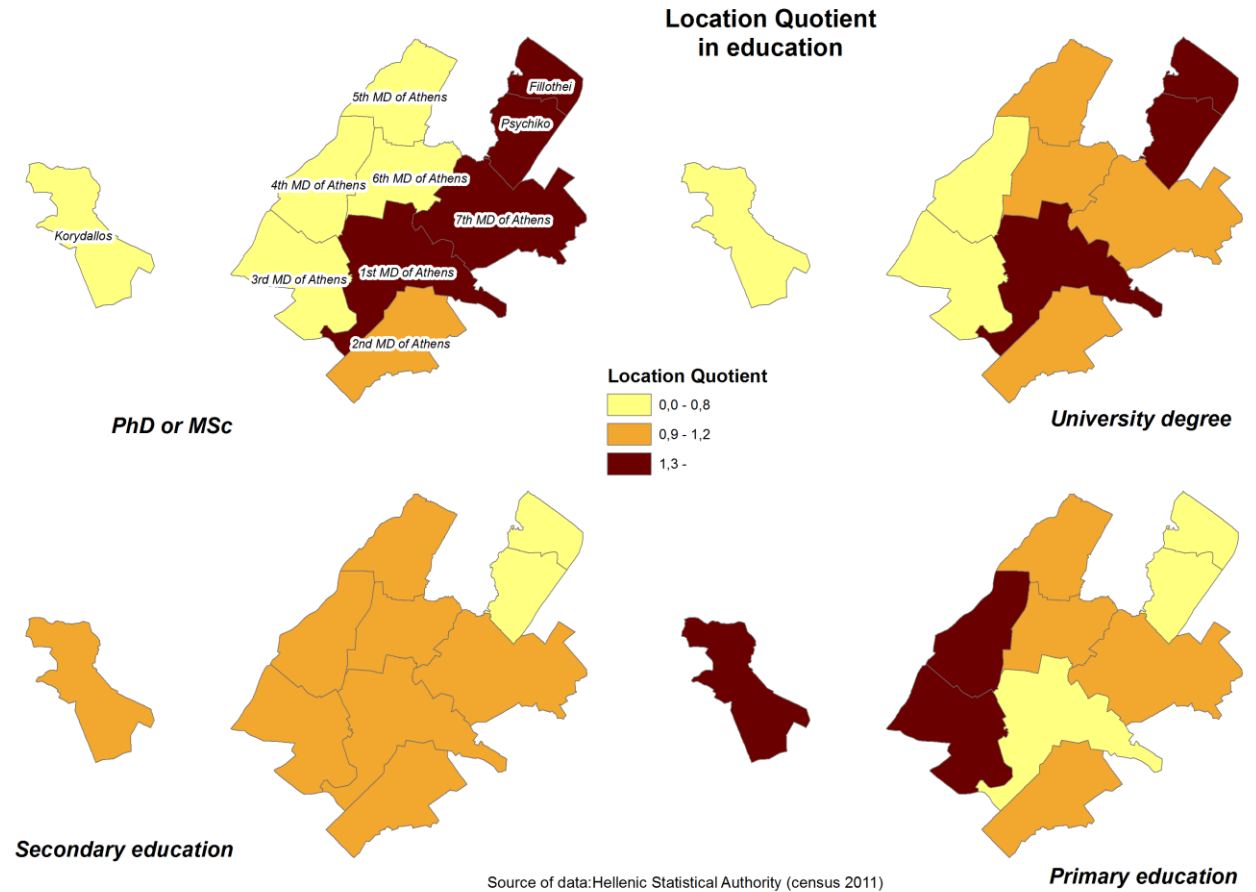 Location Quotient
in education
Fillothei
5th MD of Athens
Psychiko
6th MD of Athens
4th MD of Athens
7th MD of Athens
Korydallos
1st MD of Athens
3rd MD of Athens
2nd MD of Athens
Location Quotient
0,0 - 0,8
0,9 - 1,2
1,3 -
PhD or MSc
University degree
Secondary education
Primary education
Source of data:Hellenic Statistical Authority (census 2011)